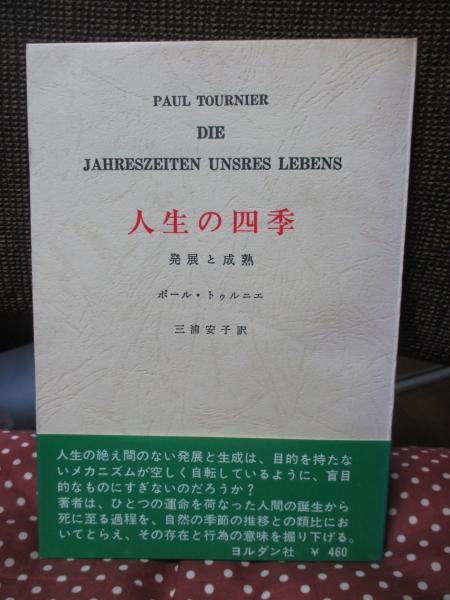 PAUL TOURNIER
DIE
JAHRESZEITEN UNSRES LEBENS
人生の四季
発展と成熟
ポール・トゥルニエ
三浦安子訳
人生の絶え間のない発展と生成は、目的を持たな
いメカニズムが空しく自転しているように、盲目
的なものにすぎないのだろうか？
著者は、ひとつの運命を荷なった人間の誕生から
死に至る過程を、自然の季節の推移との類比にお
いてとらえ、その存在と行為の意味を掘り下げる。
ヨルダン社 ￥ 460